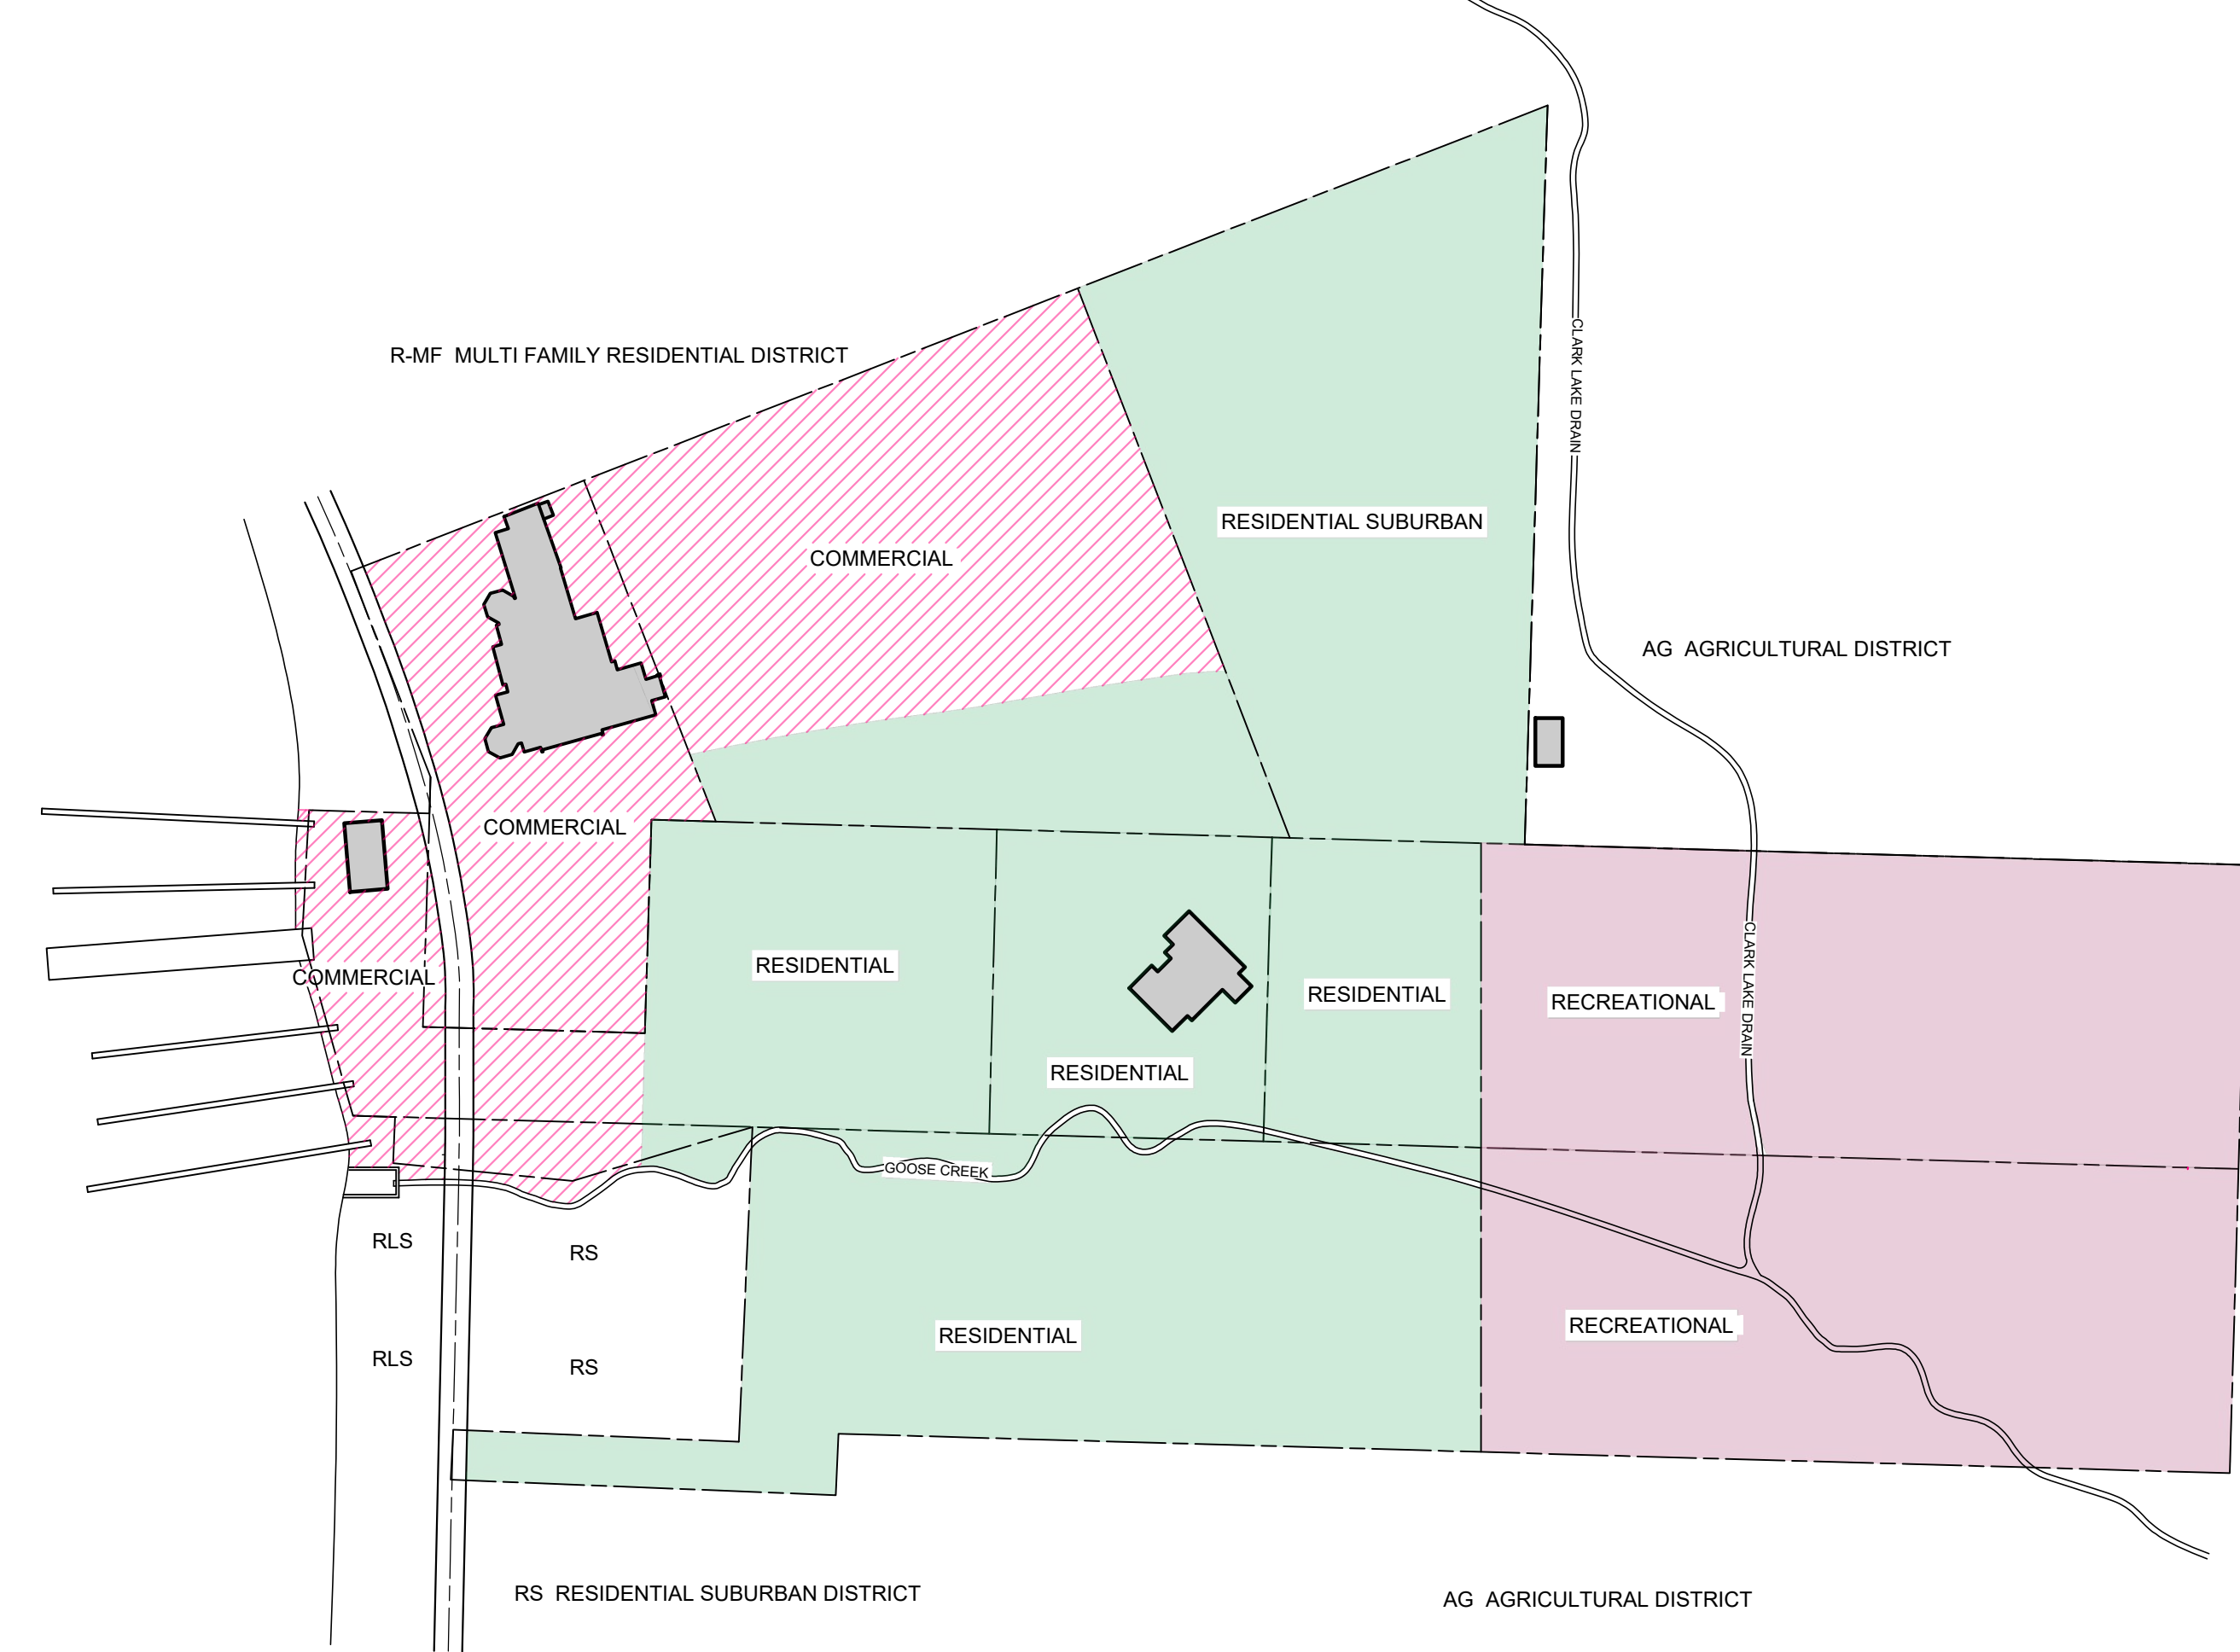 R-MF MULTI FAMILY RESIDENTIAL DISTRICT
CLARK LAKE DRAIN
RESIDENTIAL SUBURBAN
COMMERCIAL
AG AGRICULTURAL DISTRICT
COMMERCIAL
RESIDENTIAL
COMMERCIAL
RESIDENTIAL
RECREATIONAL
CLARK LAKE DRAIN
RESIDENTIAL
GOOSE CREEK
RLS
RS
RECREATIONAL
RESIDENTIAL
RLS
RS
RS RESIDENTIAL SUBURBAN DISTRICT
AG AGRICULTURAL DISTRICT